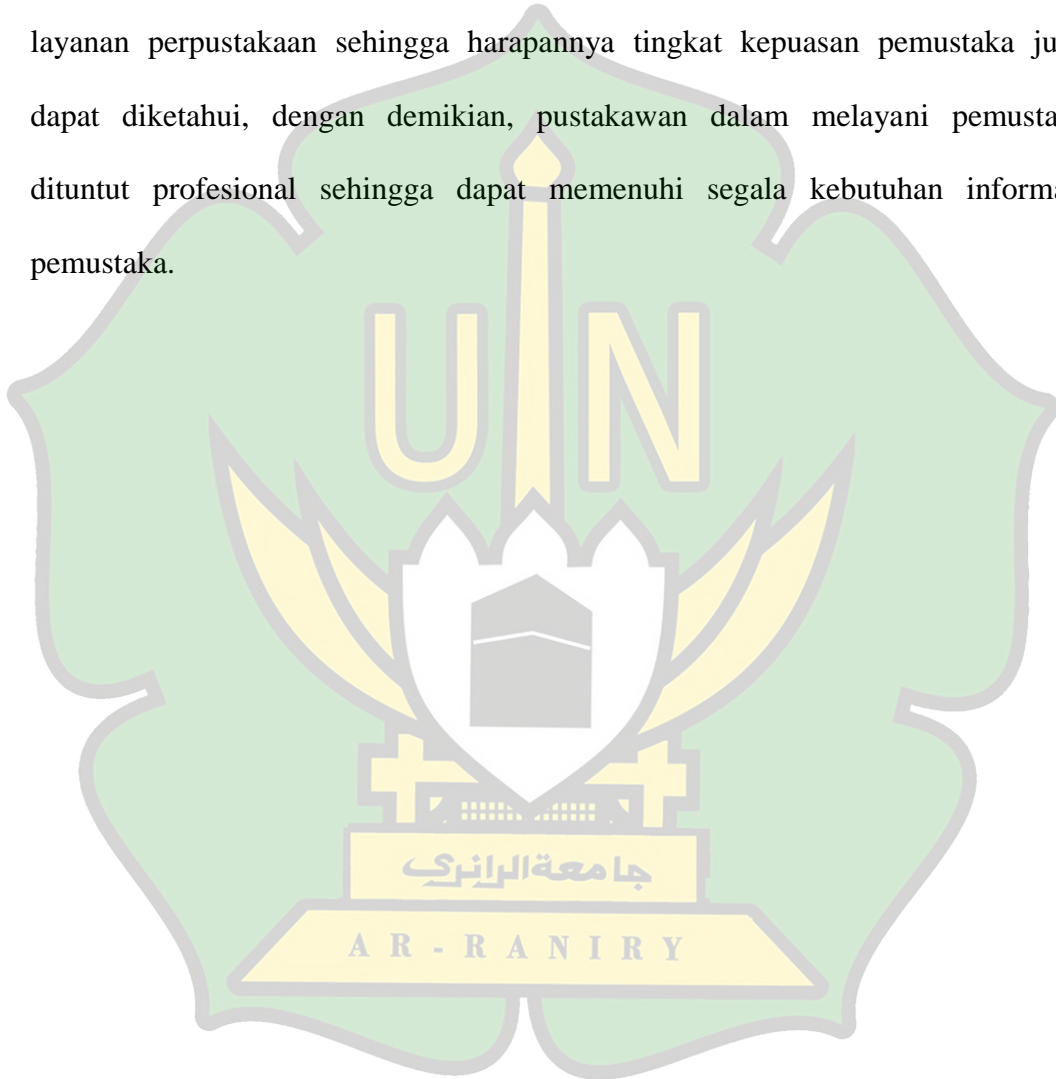 layanan perpustakaan sehingga harapannya tingkat kepuasan pemustaka ju
dapat diketahui, dengan demikian, pustakawan dalam melayani pemusta
dituntut profesional sehingga dapat memenuhi segala kebutuhan informa
pemustaka.
UIN
جامعة الرانري
AR-RANIRY